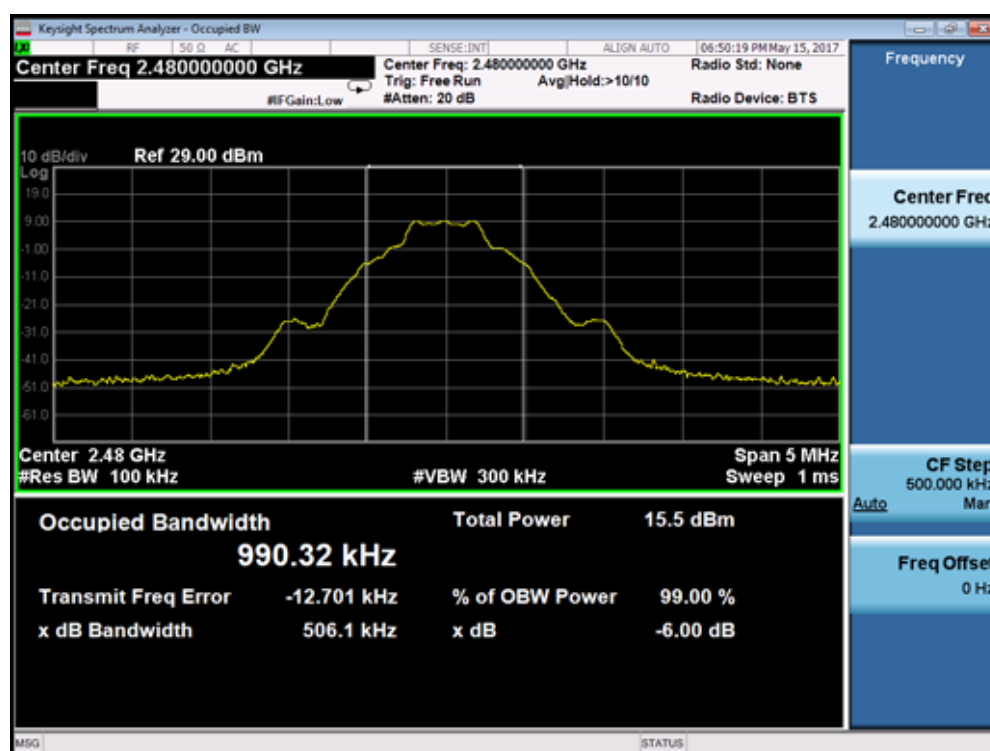 Keysight Spectrum Analyzer - Occupied BW
RF 50 Ω AC SENSE:INT ALIGN AUTO 06:50:19 PM May 15, 2017
Center Freq 2.480000000 GHz
Center Freq: 2.480000000 GHz
Radio Std: None
Trig: Free Run Avg|Hold:>10/10
#IFGain:Low
#Atten: 20 dB
Radio Device: BTS
10 dB/div Ref 29.00 dBm
Log
19.0
9.00
-1.00
-11.0
-21.0
-31.0
-41.0
-51.0
-61.0
Center 2.48 GHz Span 5 MHz
#Res BW 100 kHz #VBW 300 kHz Sweep 1 ms
Occupied Bandwidth Total Power 15.5 dBm
990.32 kHz
Transmit Freq Error -12.701 kHz % of OBW Power 99.00 %
x dB Bandwidth 506.1 kHz x dB -6.00 dB
MSG STATUS
Frequency
Center Freq
2.480000000 GHz
CF Step
500.000 kHz
Auto Man
Freq Offset
0 Hz